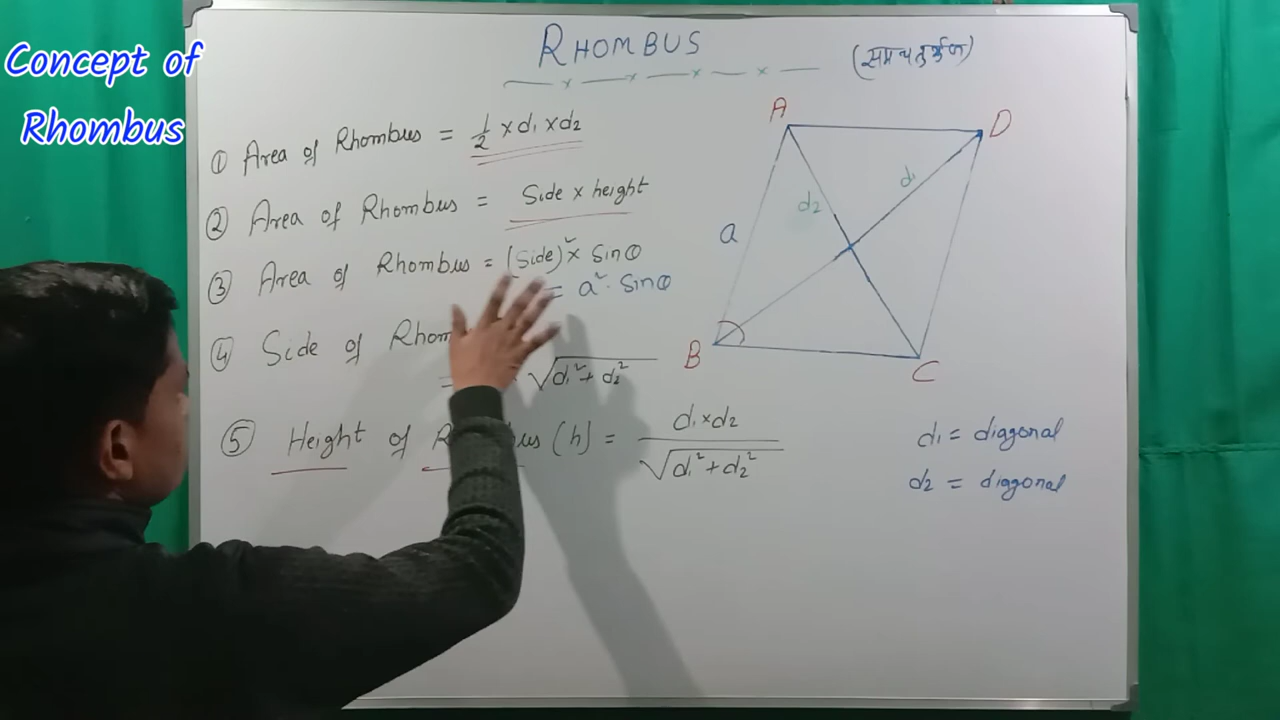 Concept of
Rhombus
RHOMBUS
(समचतुर्भुज)
① Area of Rhombus = 1/2 × d₁ × d₂
② Area of Rhombus = Side × height
③ Area of Rhombus = (Side)² × Sinθ
= a² · Sinθ
④ Side of
= √d₁² + d₂²
⑤ Height of (h) = d₁×d₂ / √d₁² + d₂²
A
D
d₁
d₂
a
B
C
d₁ = diagonal
d₂ = diagonal